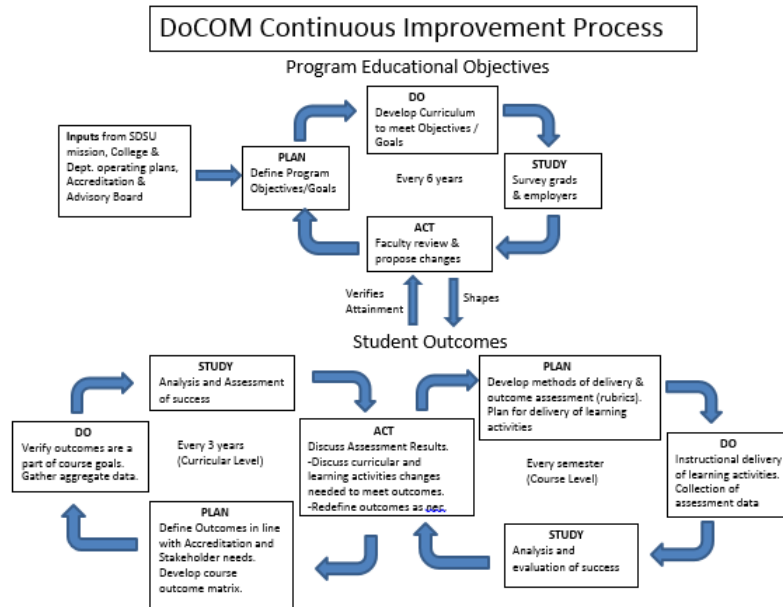 DoCOM Continuous Improvement Process
Program Educational Objectives
DO
Develop Curriculum
to meet Objectives /
Goals
Inputs from SDSU
mission, College &
Dept. operating plans,
Accreditation &
Advisory Board
PLAN
Define Program
Objectives/Goals
Every 6 years
STUDY
Survey grads
& employers
ACT
Faculty review &
propose changes
Verifies
Attainment
Shapes
Student Outcomes
STUDY
Analysis and Assessment
of success
PLAN
Develop methods of delivery &
outcome assessment (rubrics).
Plan for delivery of learning
activities
DO
Verify outcomes are a
part of course goals.
Gather aggregate data.
Every 3 years
(Curricular Level)
ACT
Discuss Assessment Results.
-Discuss curricular and
learning activities changes
needed to meet outcomes.
-Redefine outcomes as nec.
Every semester
(Course Level)
DO
Instructional delivery
of learning activities.
Collection of
assessment data
PLAN
Define Outcomes in line
with Accreditation and
Stakeholder needs.
Develop course
outcome matrix.
STUDY
Analysis and
evaluation of success